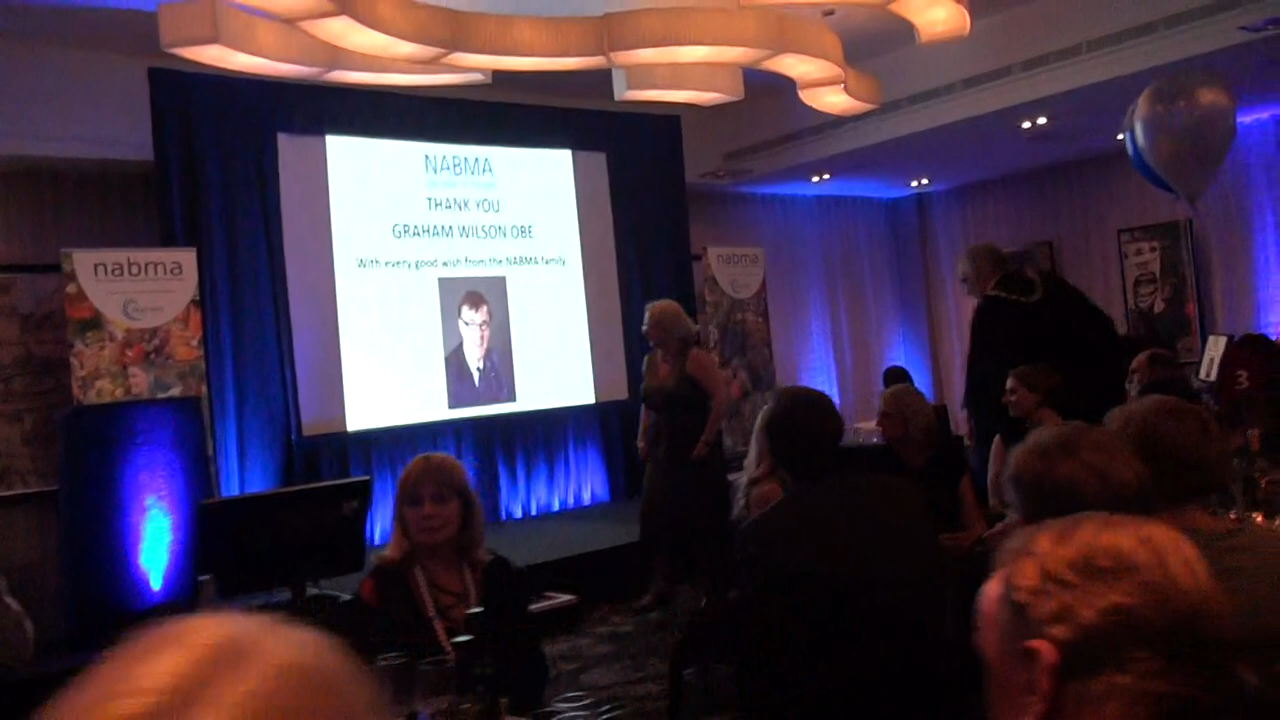 NABMA
THANK YOU
GRAHAM WILSON OBE
With every good wish from the NABMA family
nabma
nabma
3